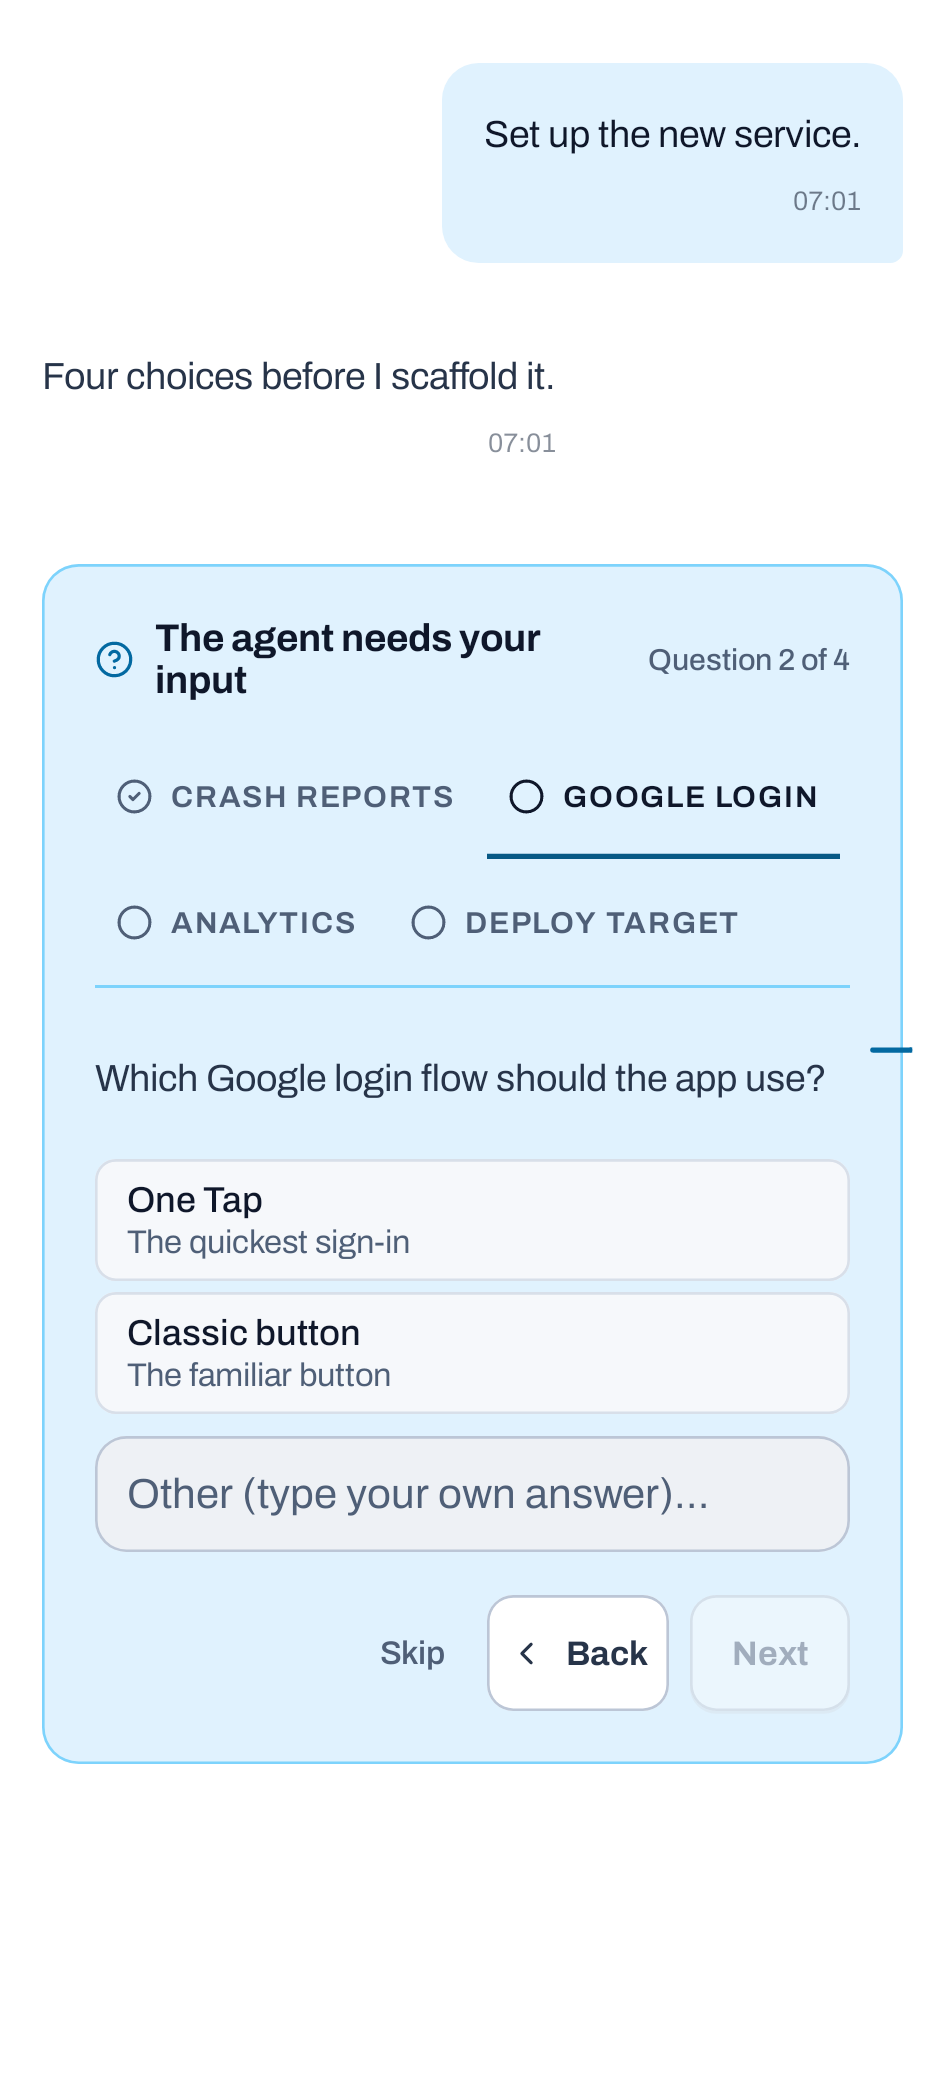 Set up the new service.
07:01
Four choices before I scaffold it.
07:01
The agent needs your
input
Question 2 of 4
CRASH REPORTS
GOOGLE LOGIN
ANALYTICS
DEPLOY TARGET
Which Google login flow should the app use?
One Tap
The quickest sign-in
Classic button
The familiar button
Other (type your own answer)...
Skip
Back
Next